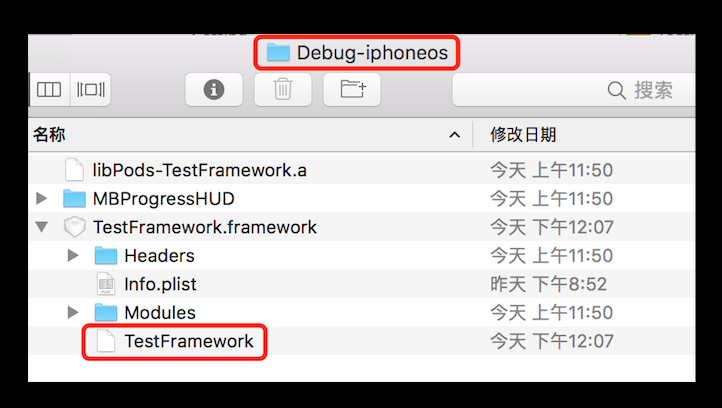 Debug-iphoneos
搜索
名称 修改日期
libPods-TestFramework.a 今天 上午11:50
MBProgressHUD 今天 上午11:50
TestFramework.framework 今天 下午12:07
Headers 今天 上午11:50
Info.plist 昨天 下午8:52
Modules 今天 上午11:50
TestFramework 今天 下午12:07